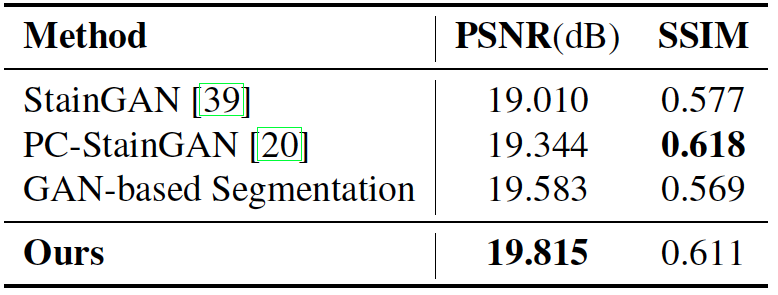 Method PSNR(dB) SSIM
StainGAN [39] 19.010 0.577
PC-StainGAN [20] 19.344 0.618
GAN-based Segmentation 19.583 0.569
Ours 19.815 0.611